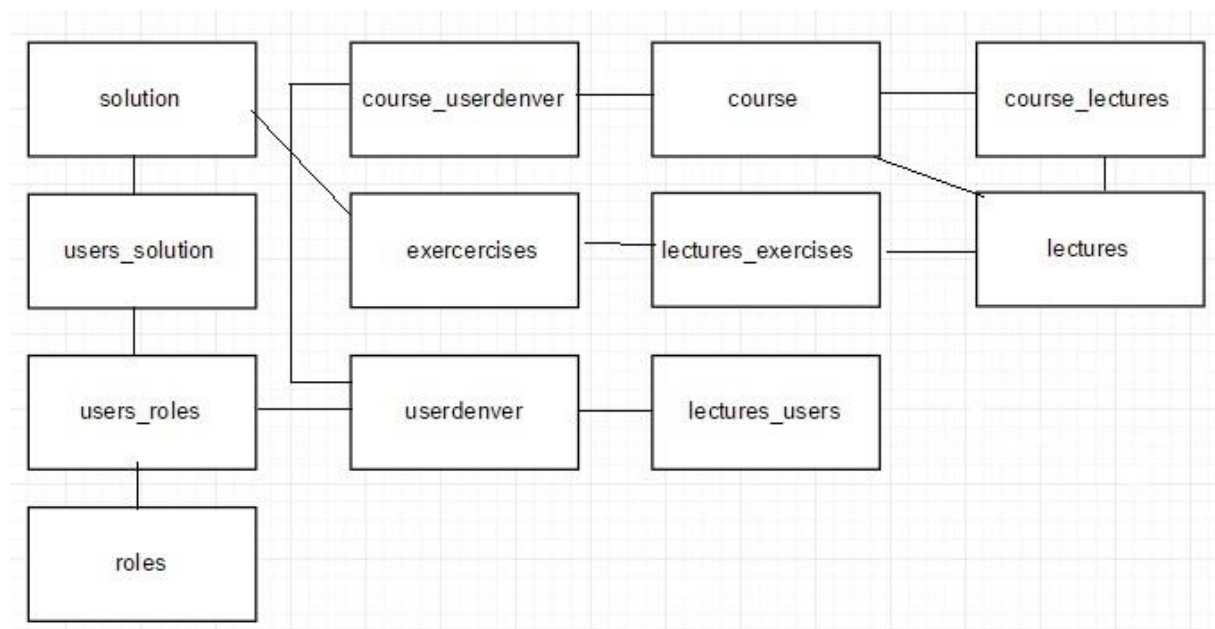 solution
course_userdenver
course
course_lectures
users_solution
exercercises
lectures_exercises
lectures
users_roles
userdenver
lectures_users
roles